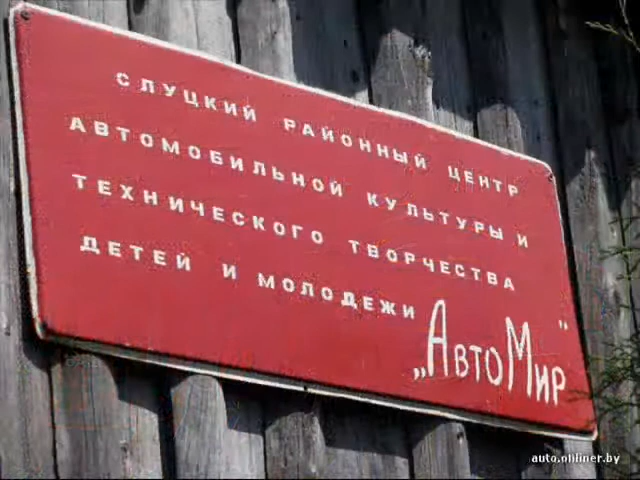 СЛУЦКИЙ РАЙОННЫЙ ЦЕНТР
АВТОМОБИЛЬНОЙ КУЛЬТУРЫ И
ТЕХНИЧЕСКОГО ТВОРЧЕСТВА
ДЕТЕЙ И МОЛОДЕЖИ
„АвтоМир"
auto.onliner.by